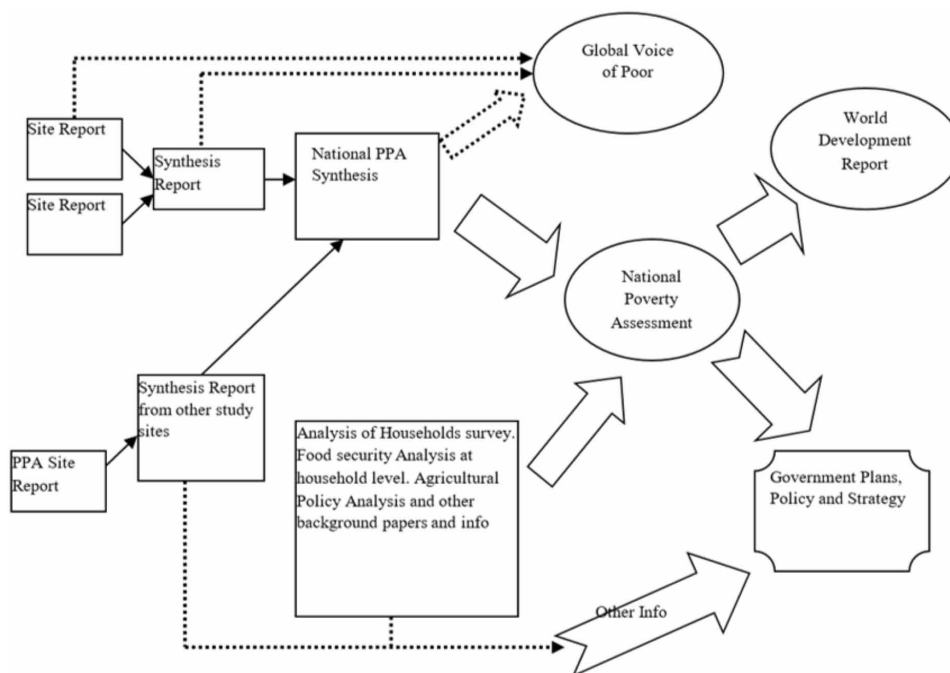 Global Voice
of Poor
World
Development
Report
Site Report
Synthesis
Report
National PPA
Synthesis
Site Report
National
Poverty
Assessment
Synthesis Report
from other study
sites
PPA Site
Report
Analysis of Households survey.
Food security Analysis at
household level. Agricultural
Policy Analysis and other
background papers and info
Government Plans,
Policy and Strategy
Other Info